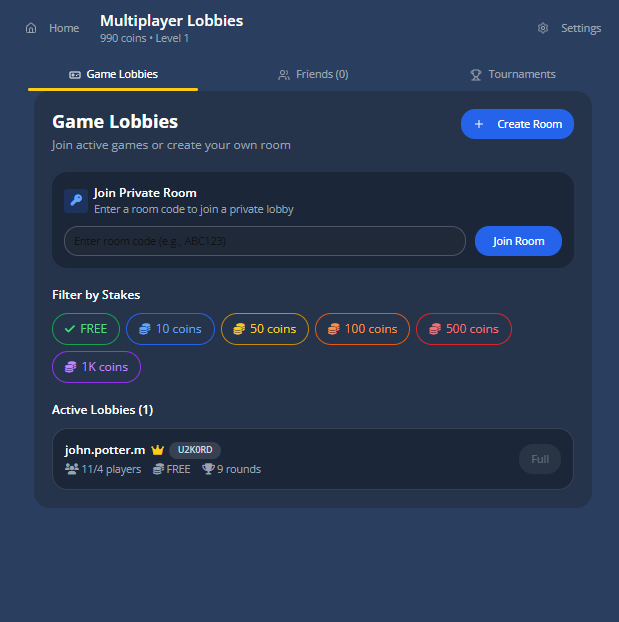 Home
Multiplayer Lobbies
990 coins • Level 1
Settings
Game Lobbies
Friends (0)
Tournaments
Game Lobbies
Join active games or create your own room
+ Create Room
Join Private Room
Enter a room code to join a private lobby
Enter room code (e.g., ABC123)
Join Room
Filter by Stakes
FREE
10 coins
50 coins
100 coins
500 coins
1K coins
Active Lobbies (1)
john.potter.m
U2K0RD
11/4 players
FREE
9 rounds
Full